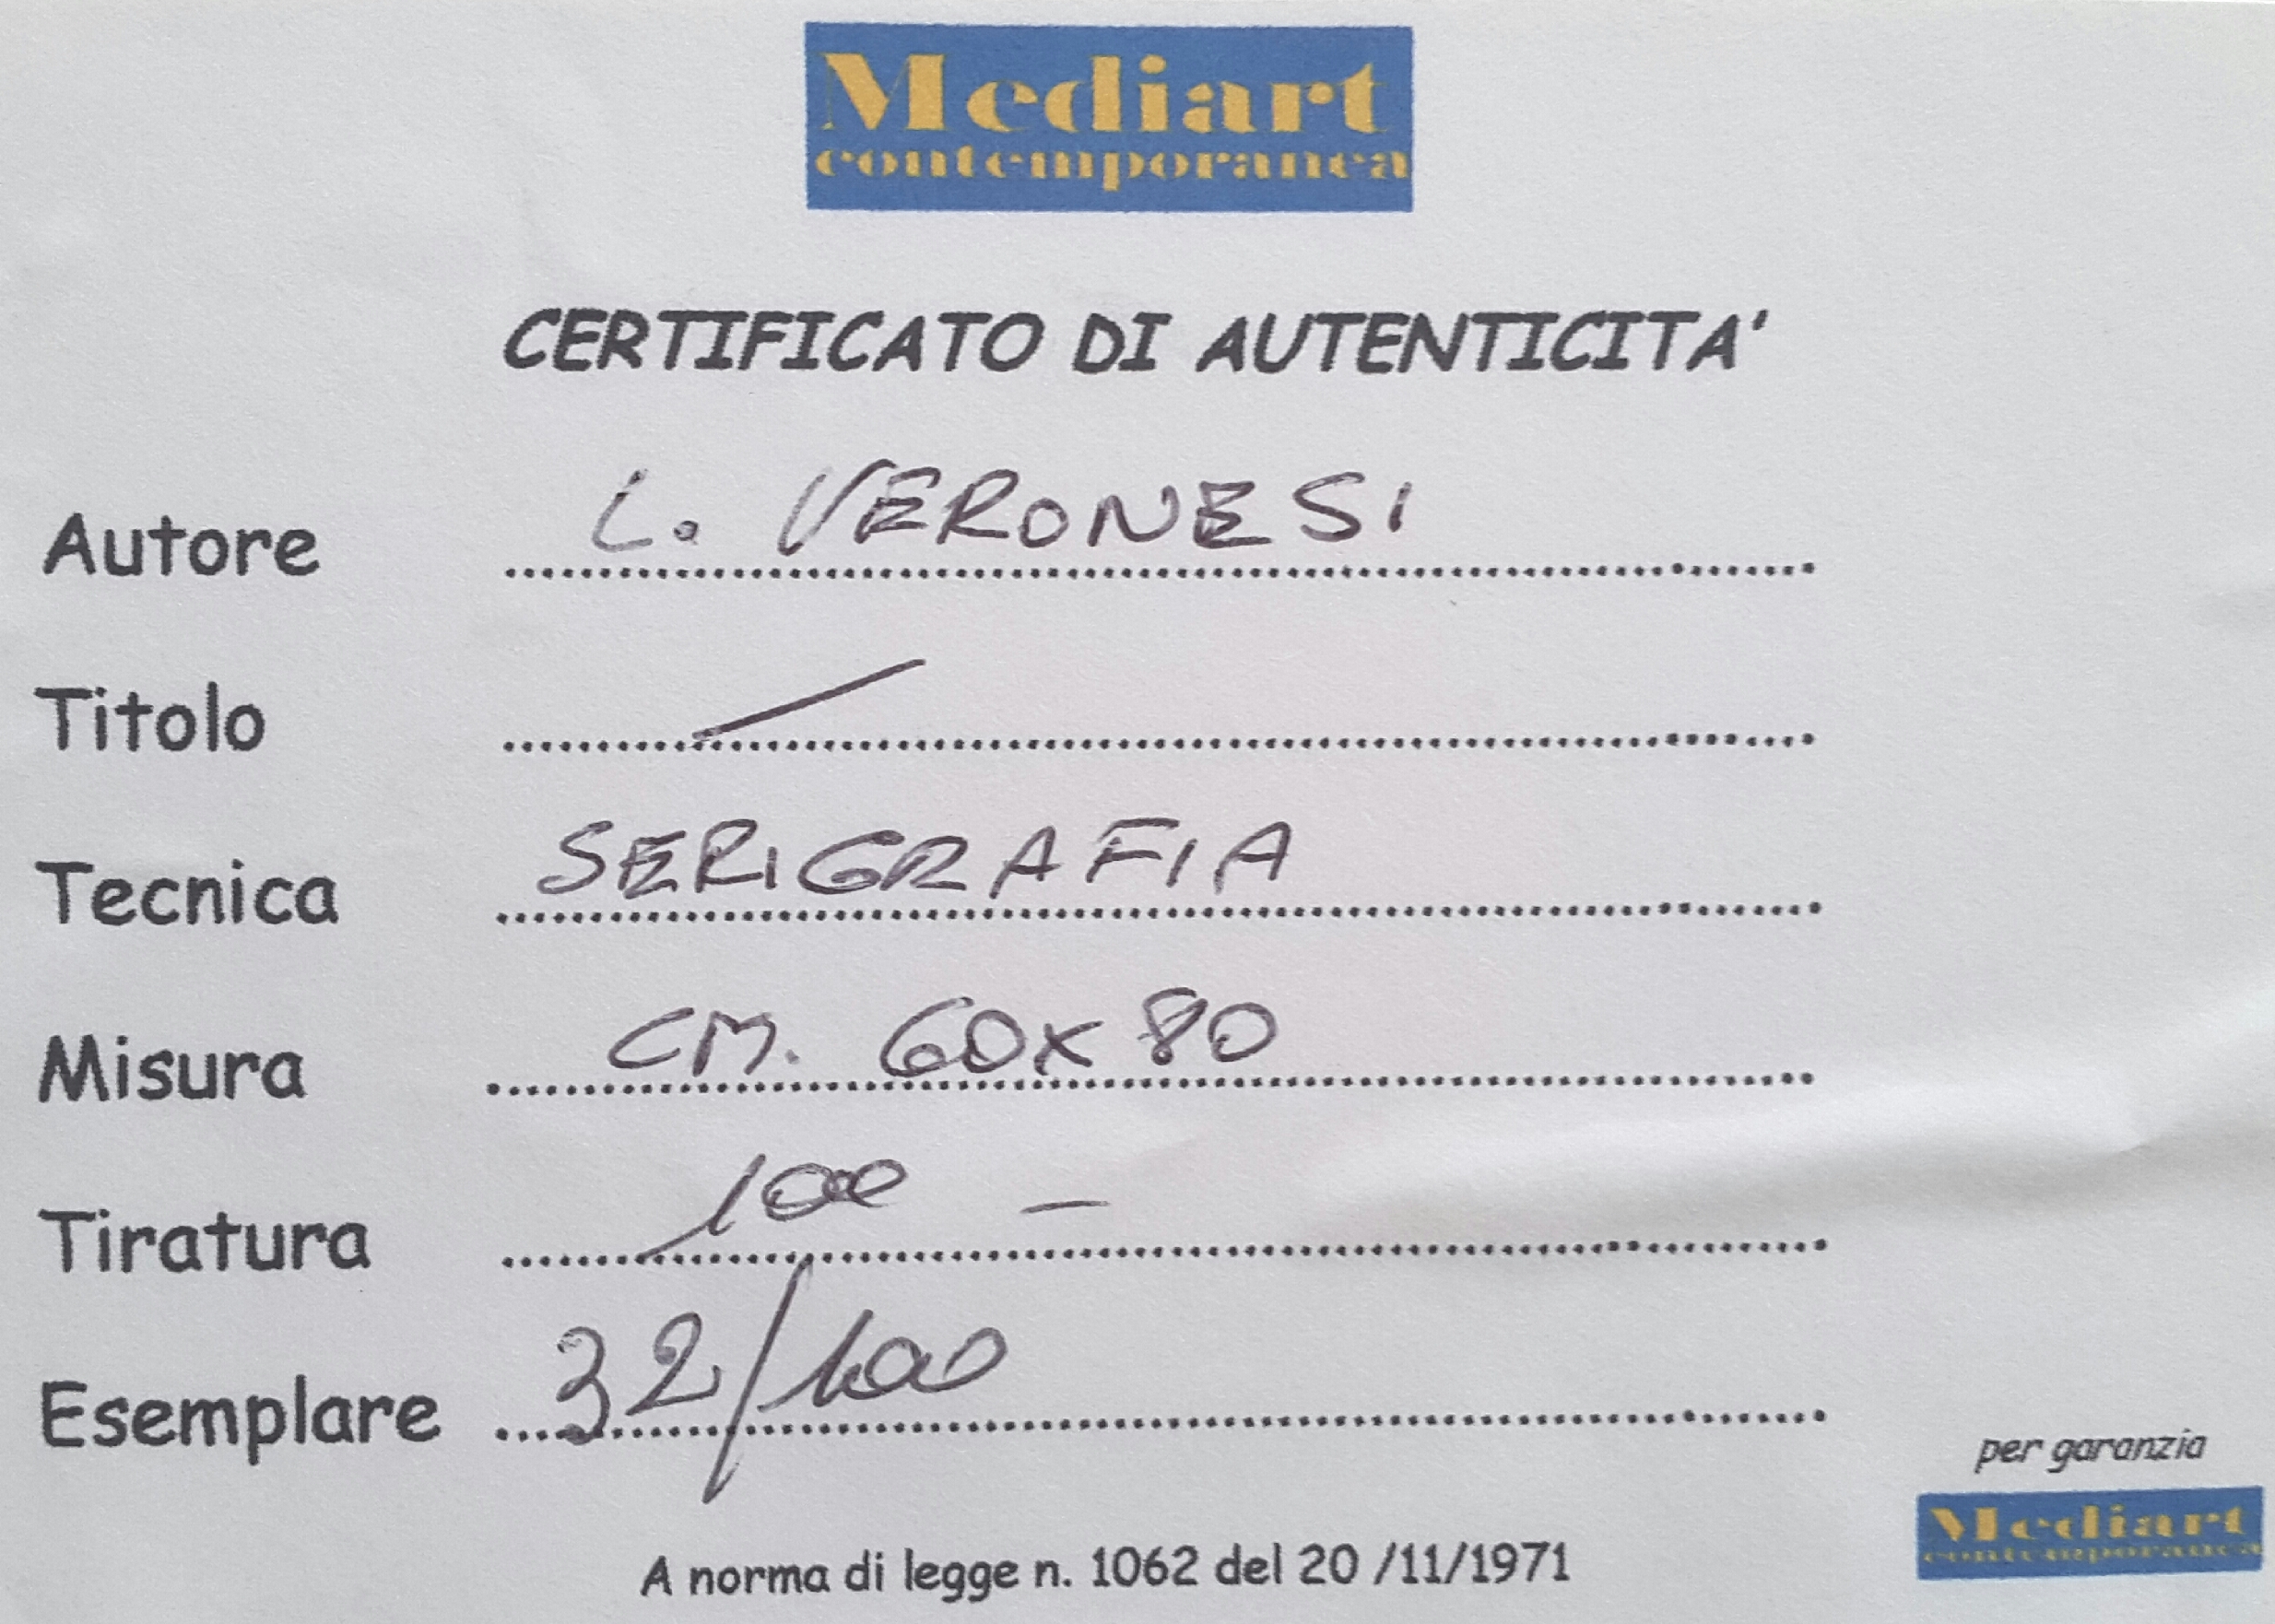 Mediart
contemporanea
CERTIFICATO DI AUTENTICITA'
Autore L. VERONESI
Titolo
Tecnica SERIGRAFIA
Misura CM. 60x80
Tiratura 100 -
Esemplare 32/100
per garanzia
Mediart
contemporanea
A norma di legge n. 1062 del 20 /11/1971